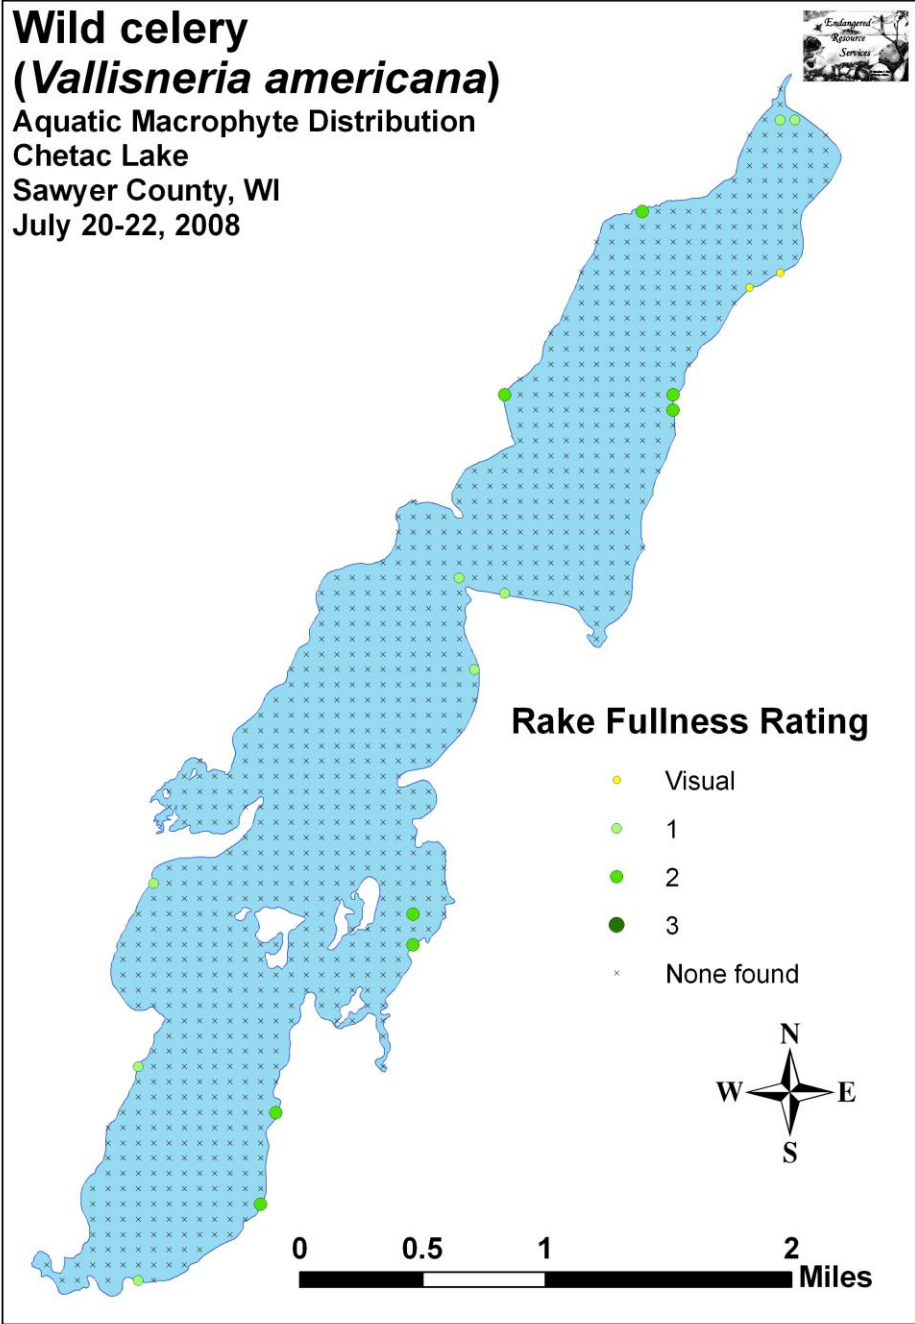 Wild celery
(Vallisneria americana)
Aquatic Macrophyte Distribution
Chetac Lake
Sawyer County, WI
July 20-22, 2008
Endangered
Resource
Services
Rake Fullness Rating
Visual
1
2
3
None found
N
W E
S
0 0.5 1 2
Miles